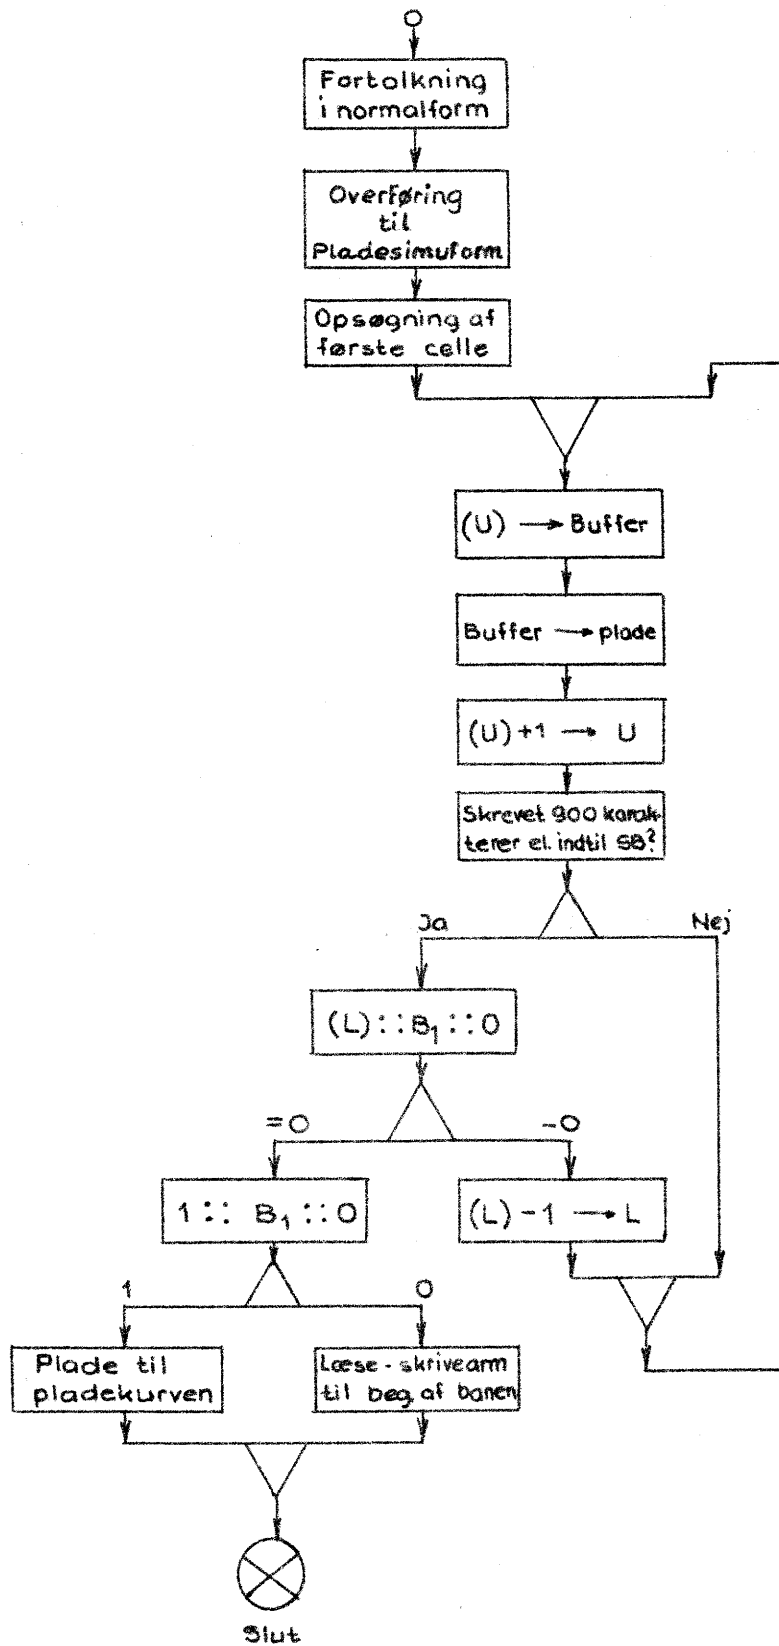 O
Fortolkning
i normalform
Overføring
til
Pladesimuform
Opsøgning af
første celle
(U) → Buffer
Buffer → plade
(U)+1 → U
Skrevet 900 karak-
terer el. indtil SB?
Ja Nej
(L)::B₁::0
=0 -0
1 :: B₁ ::0
(L)-1 → L
1 0
Plade til
pladekurven
Læse-skrivearm
til beg. af banen
Slut